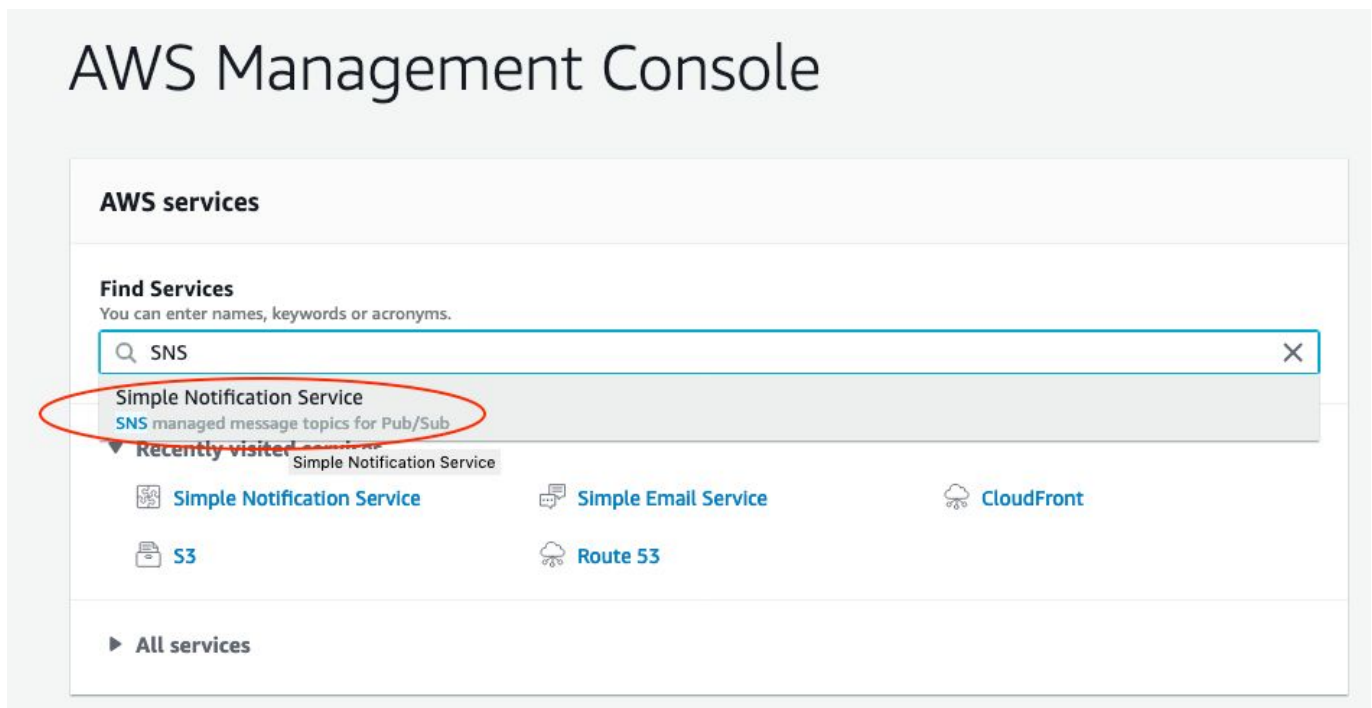 AWS Management Console
AWS services
Find Services
You can enter names, keywords or acronyms.
SNS
Simple Notification Service
SNS managed message topics for Pub/Sub
Recently visited services
Simple Notification Service
Simple Notification Service
Simple Email Service
CloudFront
S3
Route 53
All services